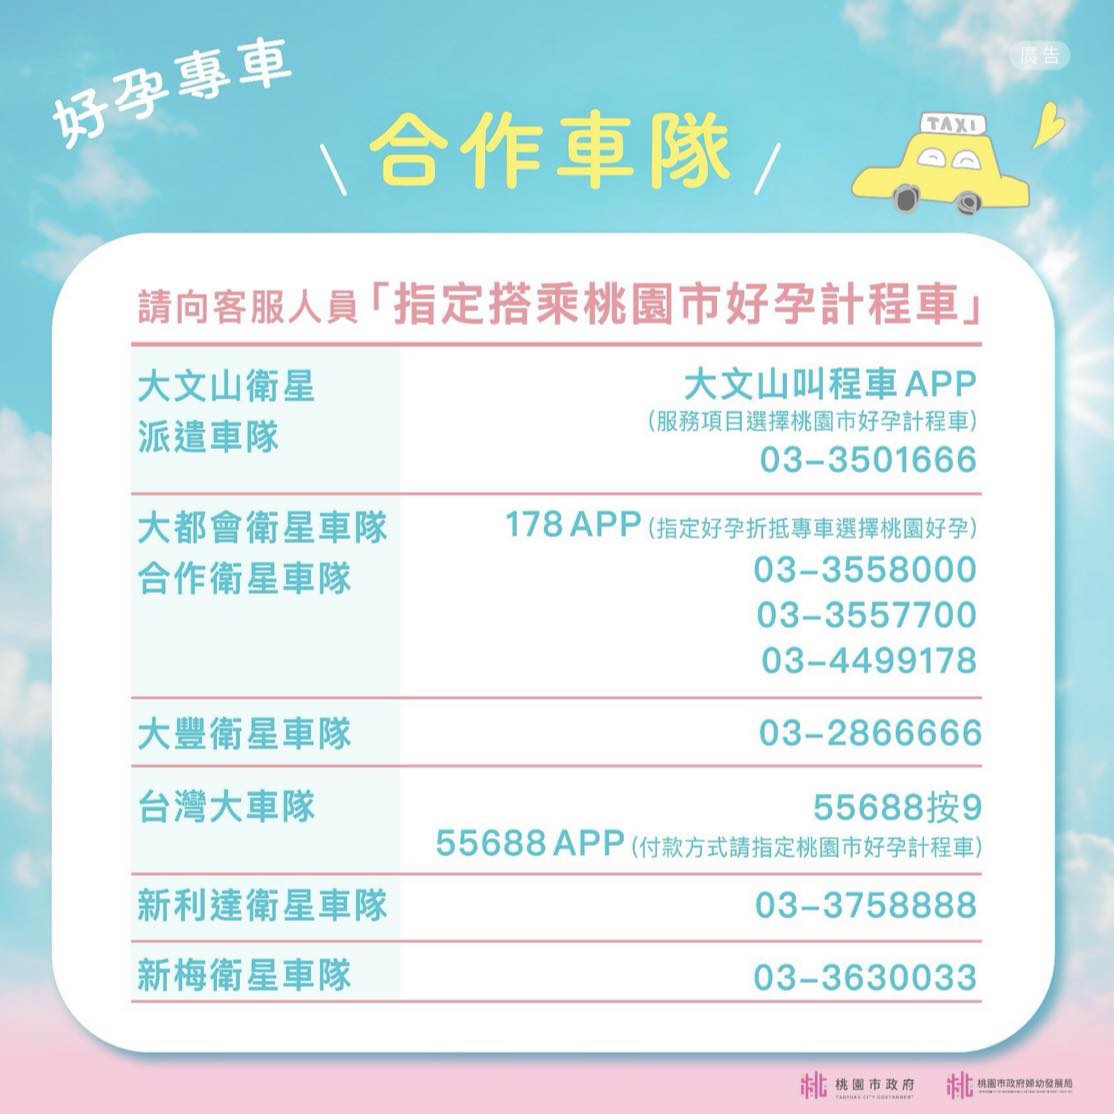 好孕專車
廣告
合作車隊
TAXI
請向客服人員「指定搭乘桃園市好孕計程車」
大文山衛星
派遣車隊
大文山叫程車APP
(服務項目選擇桃園市好孕計程車)
03-3501666
大都會衛星車隊
合作衛星車隊
178 APP (指定好孕折抵專車選擇桃園好孕)
03-3558000
03-3557700
03-4499178
大豐衛星車隊
03-2866666
台灣大車隊
55688按9
55688 APP (付款方式請指定桃園市好孕計程車)
新利達衛星車隊
03-3758888
新梅衛星車隊
03-3630033
桃園市政府
TAOYUAN CITY GOVERNMENT
桃園市政府婦幼發展局